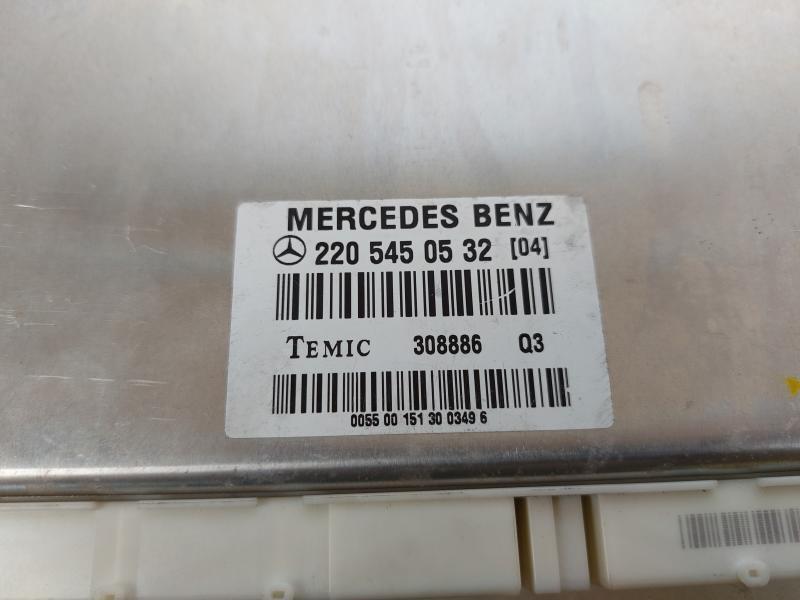 MERCEDES BENZ
220 545 05 32 [04]
TEMIC 308886 Q3
0055 00 151 30 0349 6